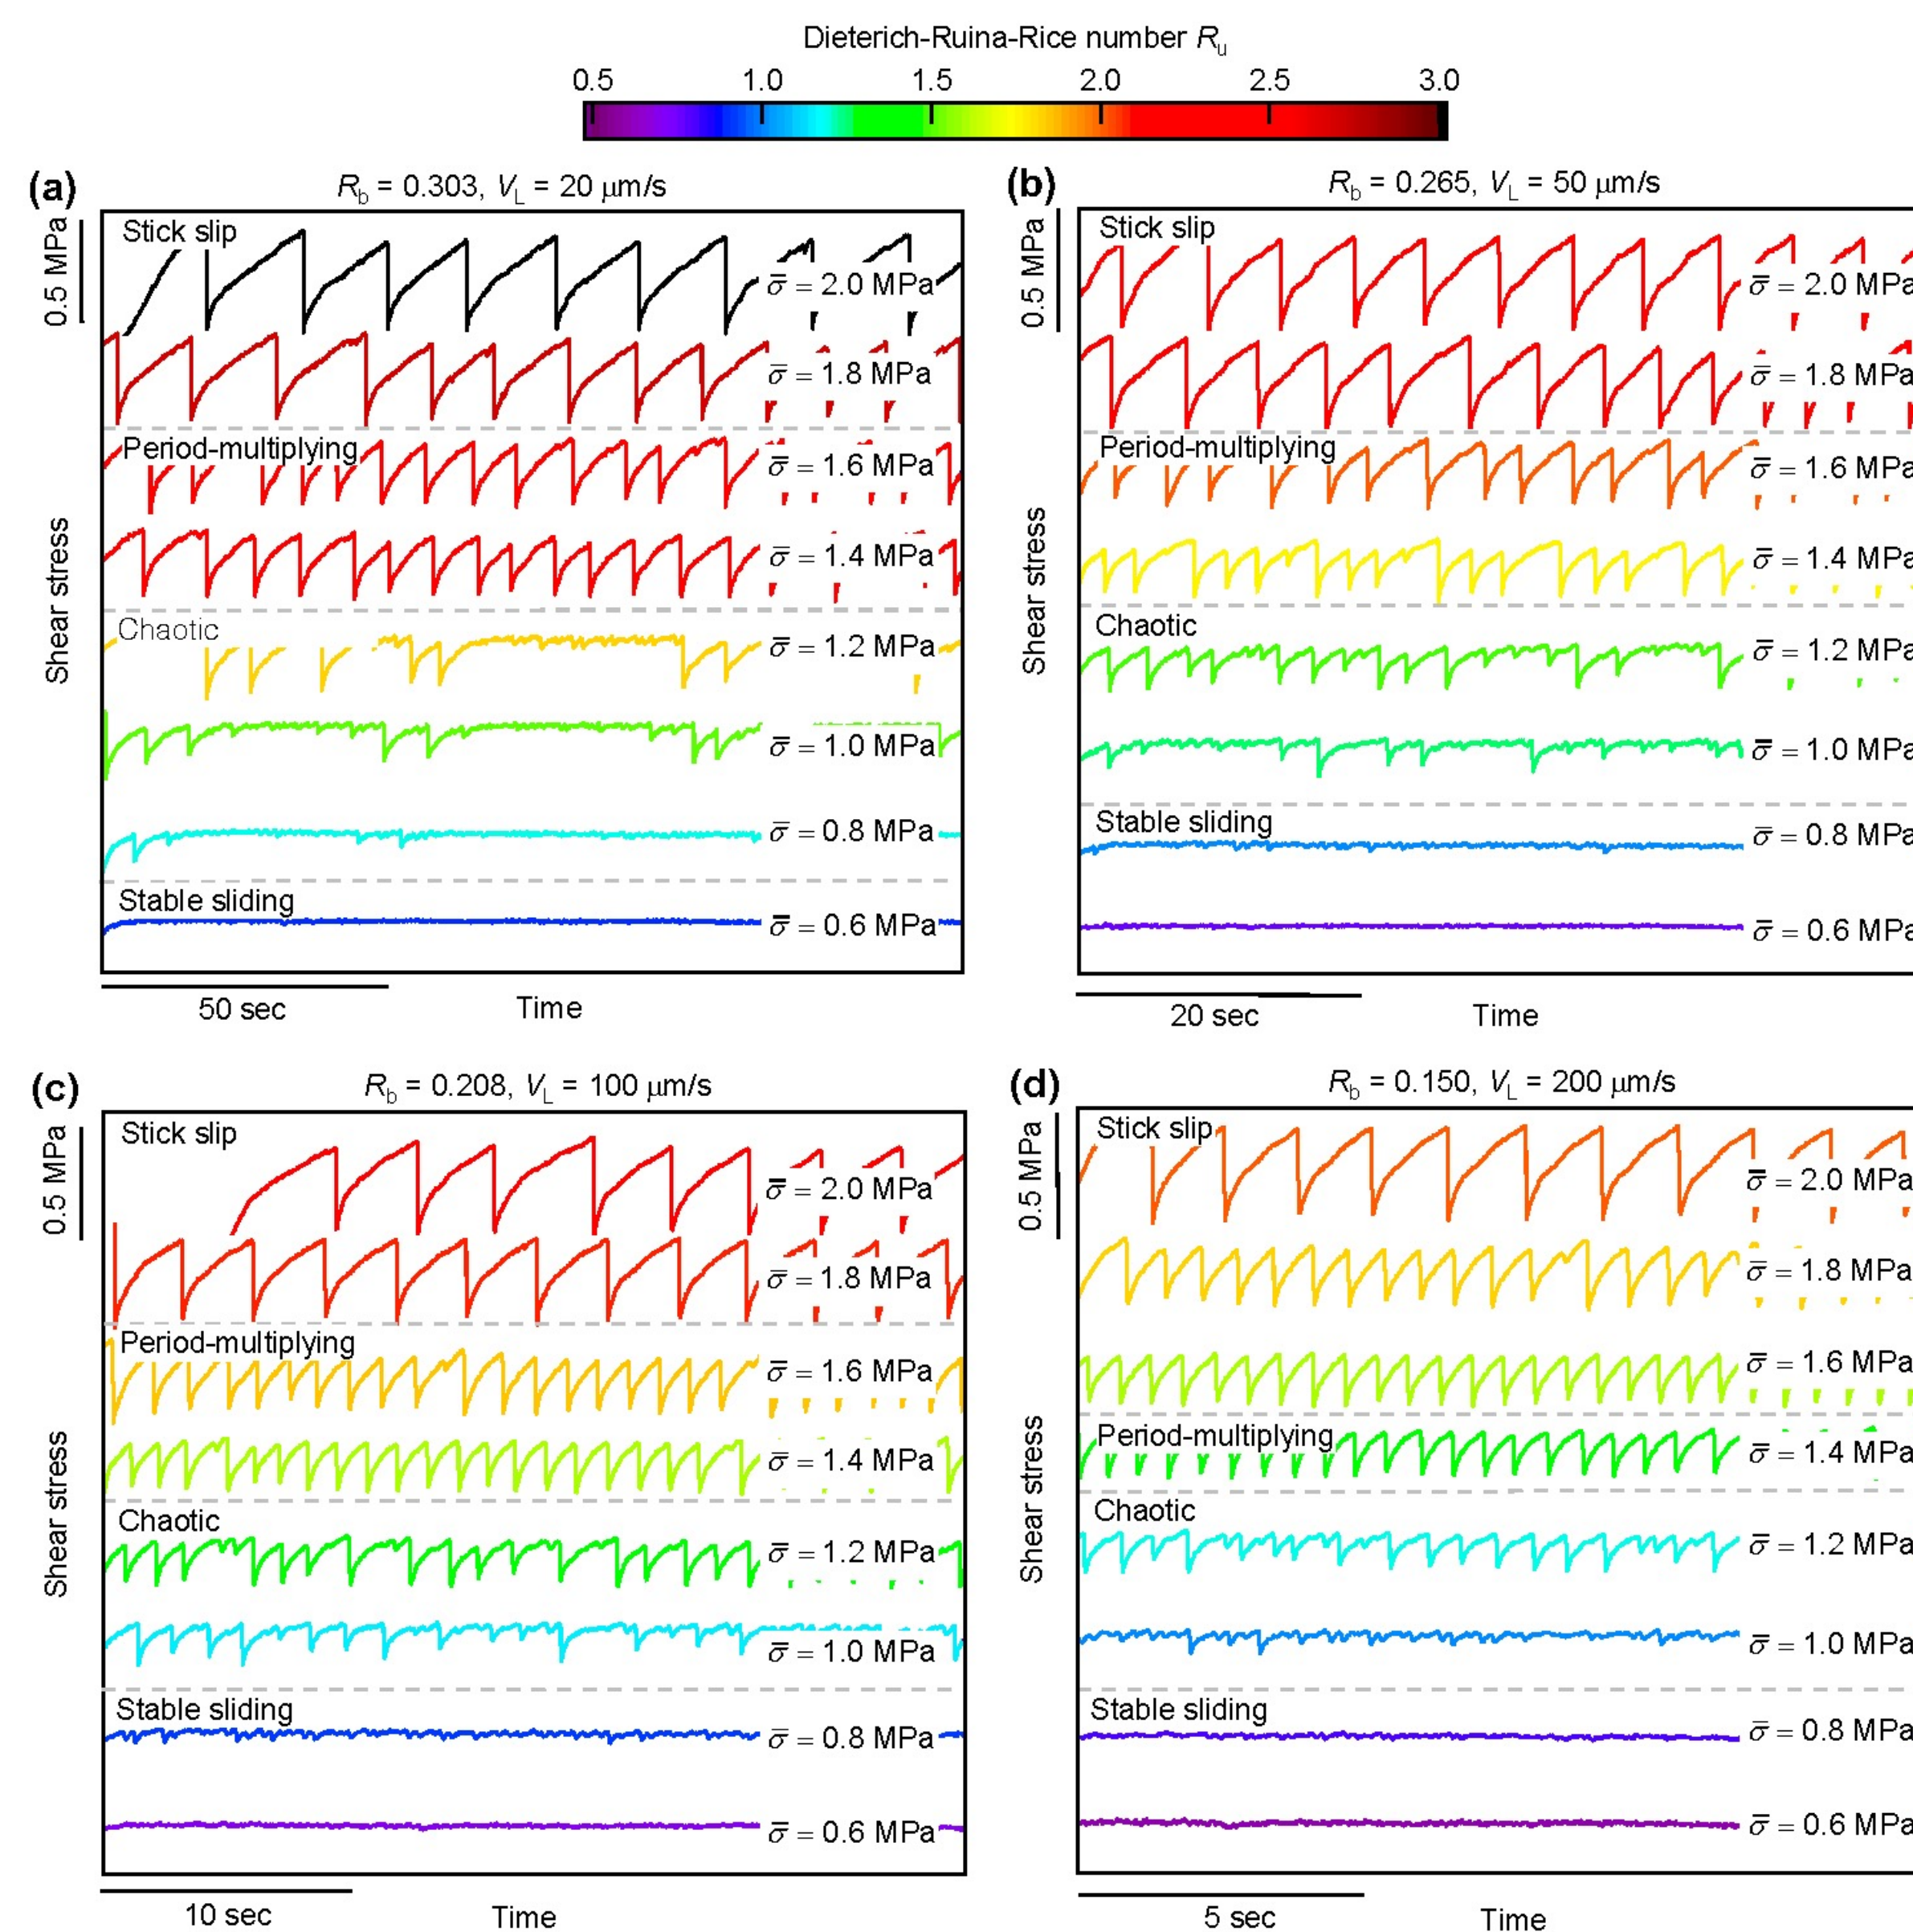 Dieterich-Ruina-Rice number Ru
0.5 1.0 1.5 2.0 2.5 3.0
(a) Rb = 0.303, VL = 20 μm/s
0.5 MPa
Shear stress
Stick slip
σ̅ = 2.0 MPa
σ̅ = 1.8 MPa
Period-multiplying
σ̅ = 1.6 MPa
σ̅ = 1.4 MPa
Chaotic
σ̅ = 1.2 MPa
σ̅ = 1.0 MPa
σ̅ = 0.8 MPa
Stable sliding
σ̅ = 0.6 MPa
50 sec Time
(b) Rb = 0.265, VL = 50 μm/s
0.5 MPa
Shear stress
Stick slip
σ̅ = 2.0 MPa
σ̅ = 1.8 MPa
Period-multiplying
σ̅ = 1.6 MPa
σ̅ = 1.4 MPa
Chaotic
σ̅ = 1.2 MPa
σ̅ = 1.0 MPa
Stable sliding
σ̅ = 0.8 MPa
σ̅ = 0.6 MPa
20 sec Time
(c) Rb = 0.208, VL = 100 μm/s
0.5 MPa
Shear stress
Stick slip
σ̅ = 2.0 MPa
σ̅ = 1.8 MPa
Period-multiplying
σ̅ = 1.6 MPa
σ̅ = 1.4 MPa
Chaotic
σ̅ = 1.2 MPa
σ̅ = 1.0 MPa
Stable sliding
σ̅ = 0.8 MPa
σ̅ = 0.6 MPa
10 sec Time
(d) Rb = 0.150, VL = 200 μm/s
0.5 MPa
Shear stress
Stick slip
σ̅ = 2.0 MPa
σ̅ = 1.8 MPa
σ̅ = 1.6 MPa
Period-multiplying
σ̅ = 1.4 MPa
Chaotic
σ̅ = 1.2 MPa
σ̅ = 1.0 MPa
Stable sliding
σ̅ = 0.8 MPa
σ̅ = 0.6 MPa
5 sec Time